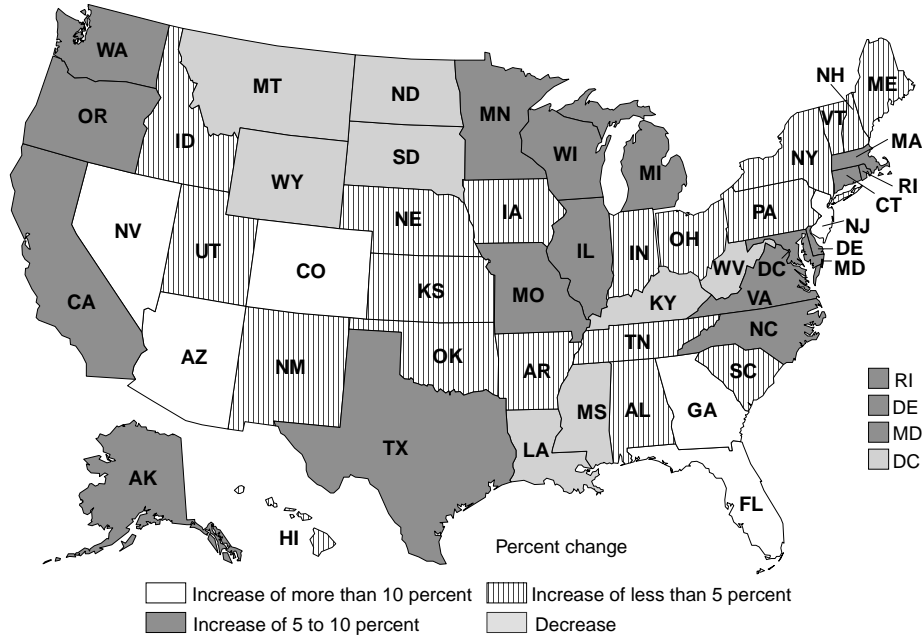 WA
MT
ND
MN
NH
ME
VT
OR
ID
SD
WI
MI
NY
MA
WY
RI
CT
IA
PA
NE
NV
UT
IL
IN
OH
NJ
CO
DE
WV
DC
MD
CA
KS
MO
KY
VA
NC
AZ
NM
OK
TN
AR
SC
RI
MS
AL
GA
DE
TX
LA
MD
DC
AK
FL
HI
Percent change
Increase of more than 10 percent
Increase of less than 5 percent
Increase of 5 to 10 percent
Decrease